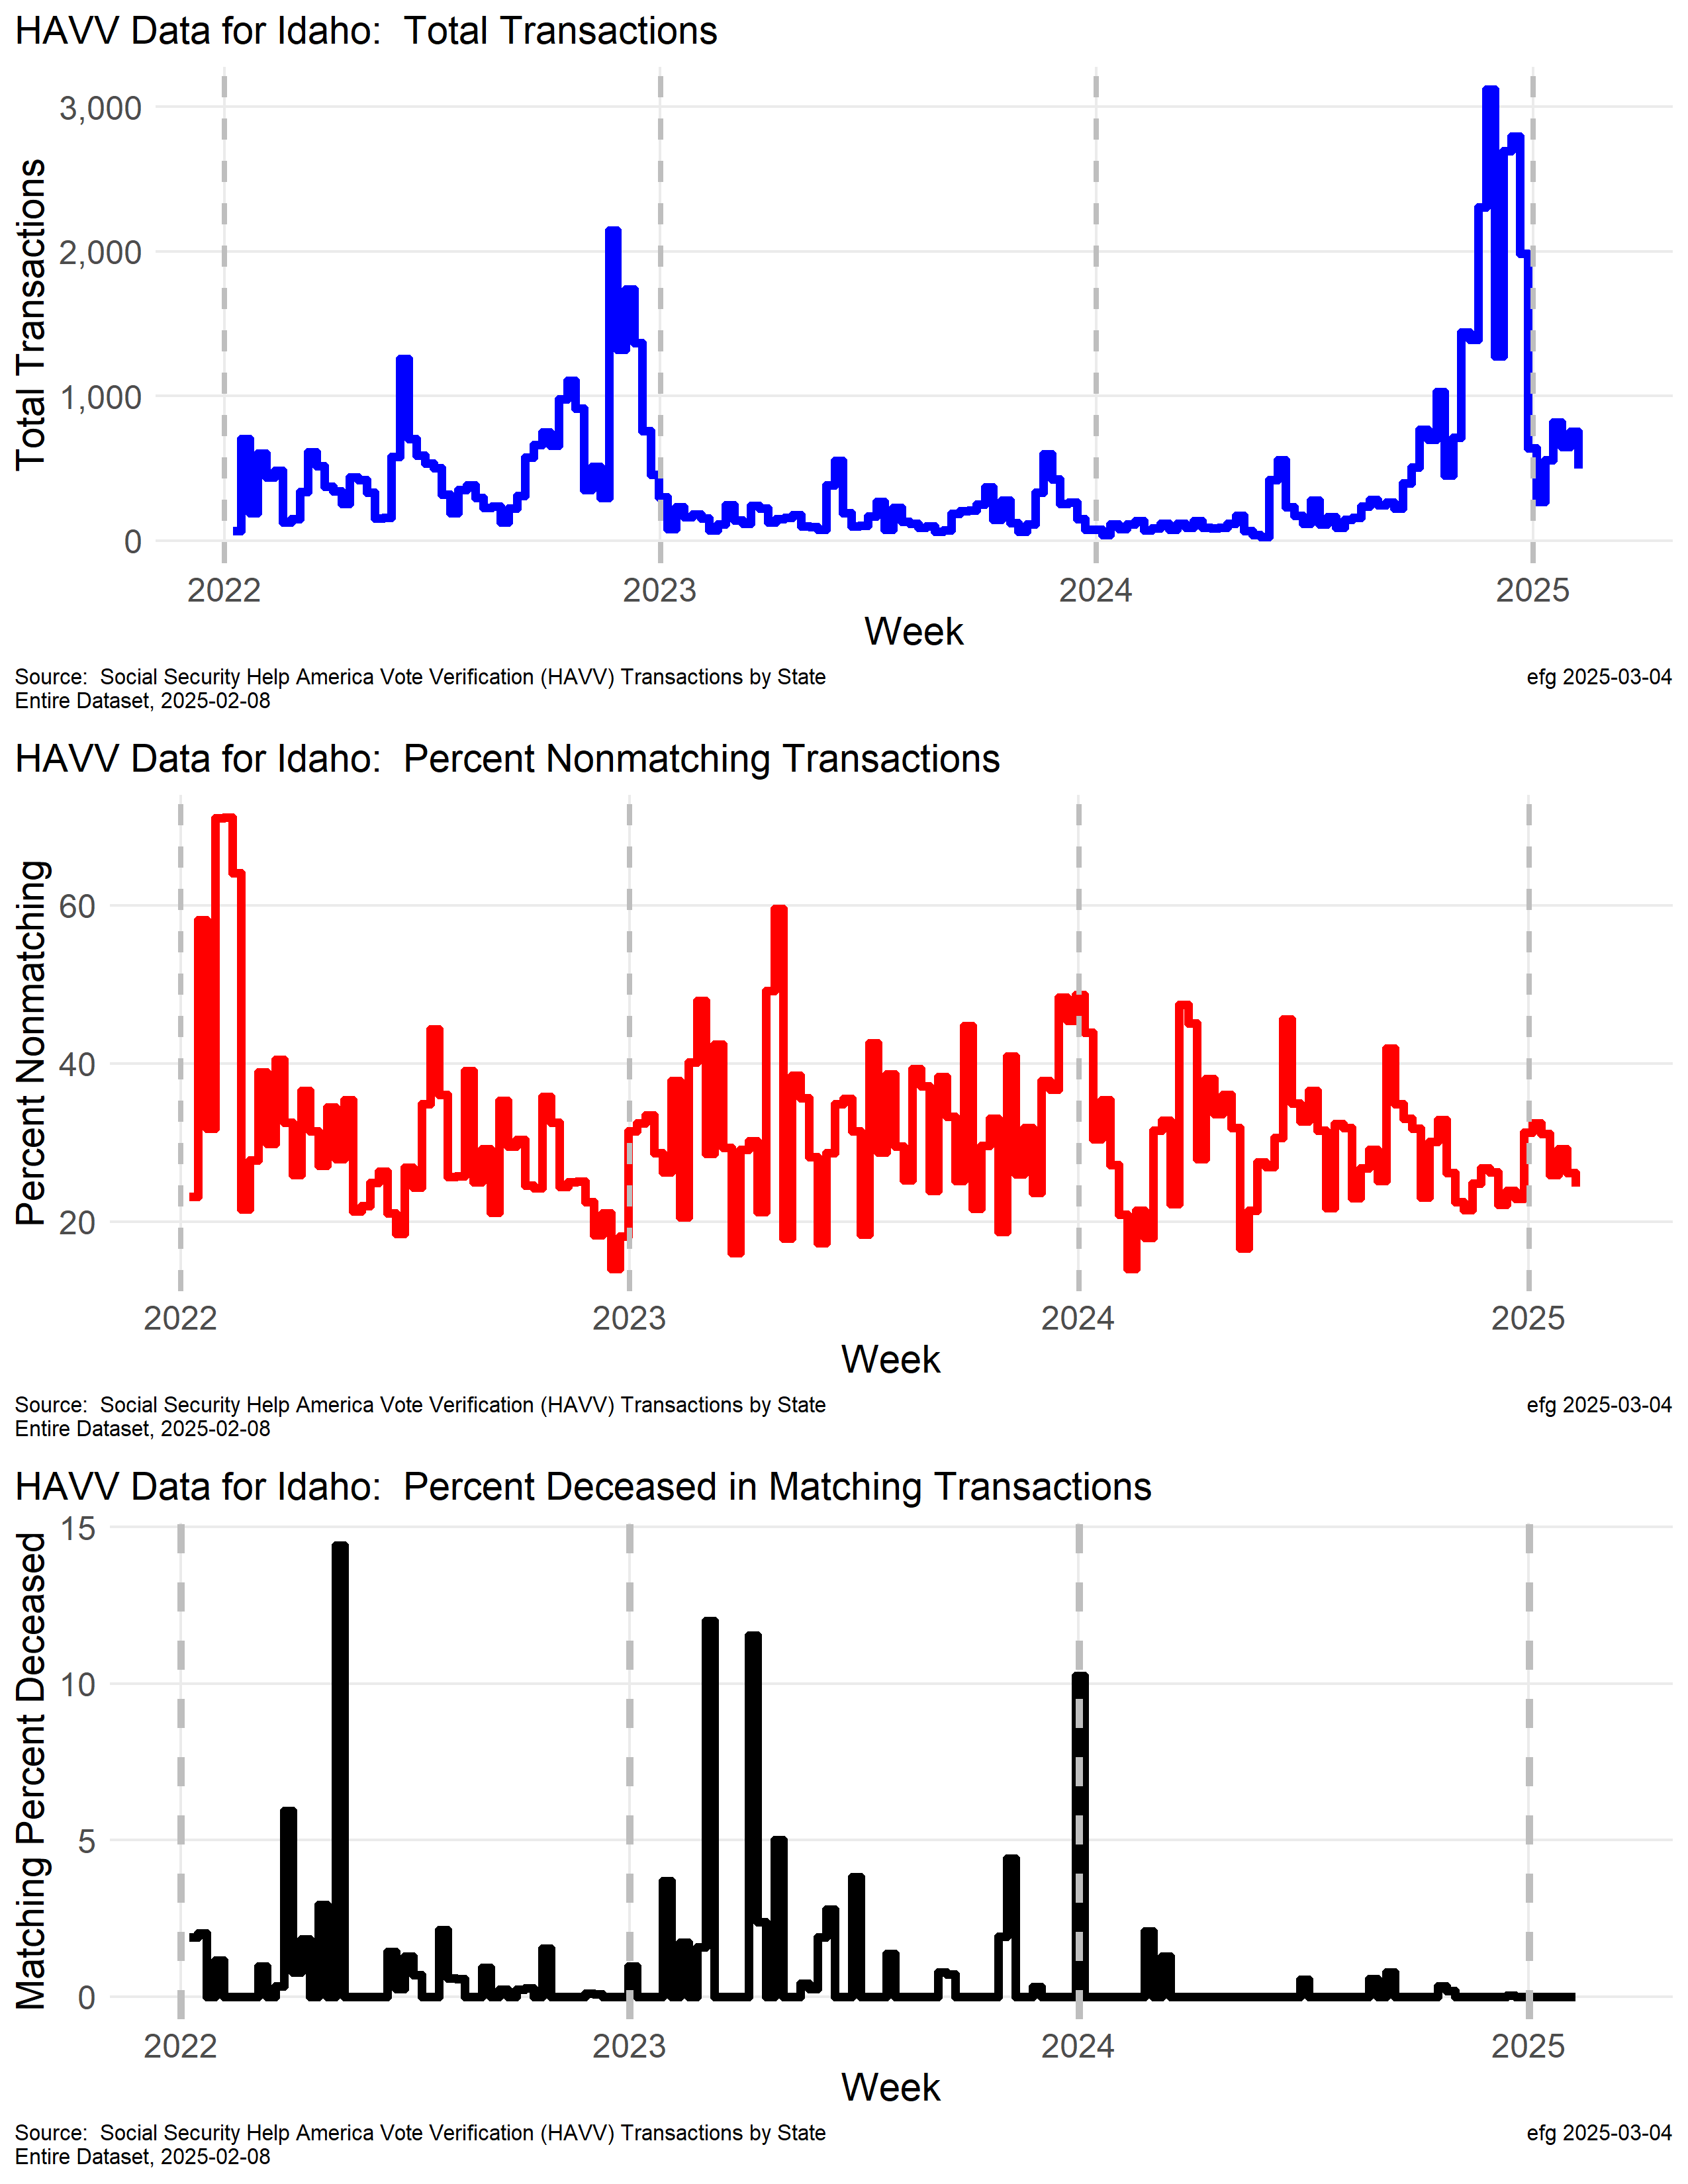 HAVV Data for Idaho:  Total Transactions
Total Transactions
3,000
2,000
1,000
0
2022 2023 2024 2025
Week
Source:  Social Security Help America Vote Verification (HAVV) Transactions by State
Entire Dataset, 2025-02-08
efg 2025-03-04
HAVV Data for Idaho:  Percent Nonmatching Transactions
Percent Nonmatching
60
40
20
2022 2023 2024 2025
Week
Source:  Social Security Help America Vote Verification (HAVV) Transactions by State
Entire Dataset, 2025-02-08
efg 2025-03-04
HAVV Data for Idaho:  Percent Deceased in Matching Transactions
Matching Percent Deceased
15
10
5
0
2022 2023 2024 2025
Week
Source:  Social Security Help America Vote Verification (HAVV) Transactions by State
Entire Dataset, 2025-02-08
efg 2025-03-04